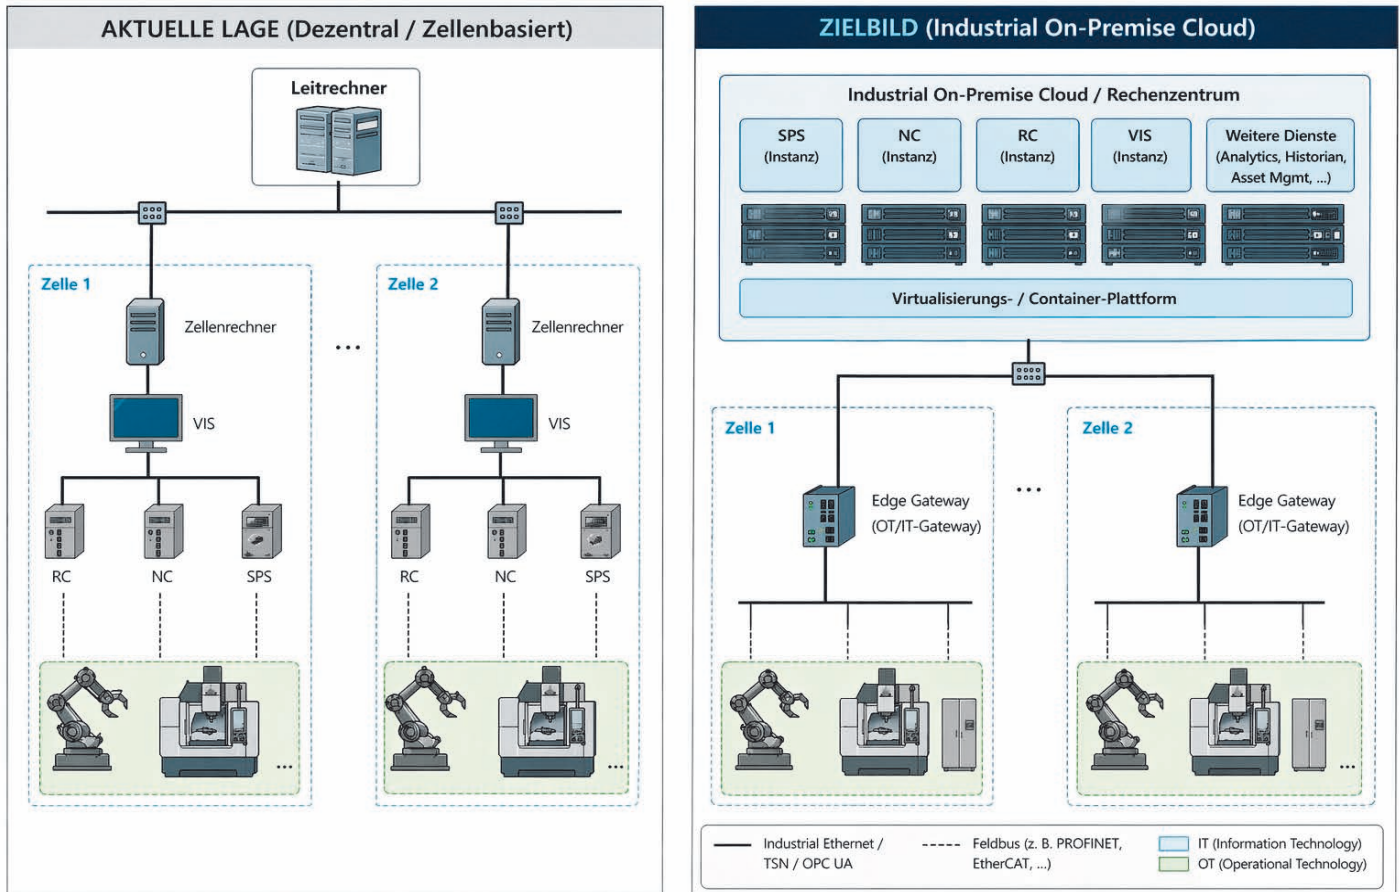 AKTUELLE LAGE (Dezentral / Zellenbasiert)
Leitrechner
Zelle 1
Zellenrechner
VIS
RC
NC
SPS
...
...
Zelle 2
Zellenrechner
VIS
RC
NC
SPS
...
ZIELBILD (Industrial On-Premise Cloud)
Industrial On-Premise Cloud / Rechenzentrum
SPS
(Instanz)
NC
(Instanz)
RC
(Instanz)
VIS
(Instanz)
Weitere Dienste
(Analytics, Historian,
Asset Mgmt, ...)
Virtualisierungs- / Container-Plattform
Zelle 1
Edge Gateway
(OT/IT-Gateway)
...
Zelle 2
Edge Gateway
(OT/IT-Gateway)
...
Industrial Ethernet /
TSN / OPC UA
Feldbus (z. B. PROFINET,
EtherCAT, ...)
IT (Information Technology)
OT (Operational Technology)